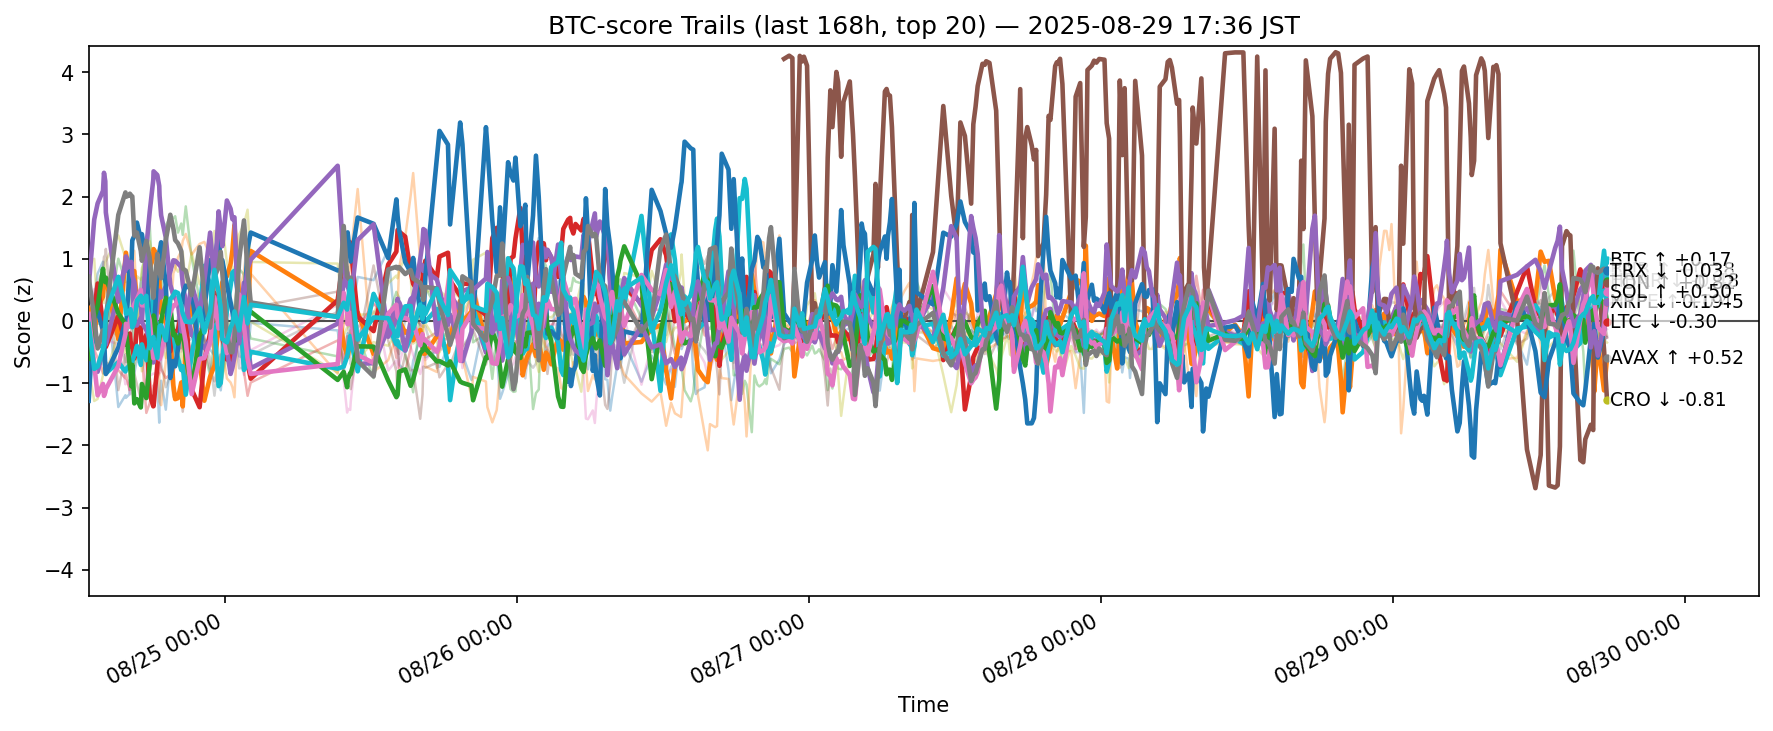 BTC-score Trails (last 168h, top 20) — 2025-08-29 17:36 JST
Score (z)
4
3
2
1
0
−1
−2
−3
−4
BTC ↑ +0.17
TRX ↓ -0.03
SOL ↑ +0.50
LTC ↓ -0.30
AVAX ↑ +0.52
CRO ↓ -0.81
08/25 00:00
08/26 00:00
08/27 00:00
08/28 00:00
08/29 00:00
08/30 00:00
Time